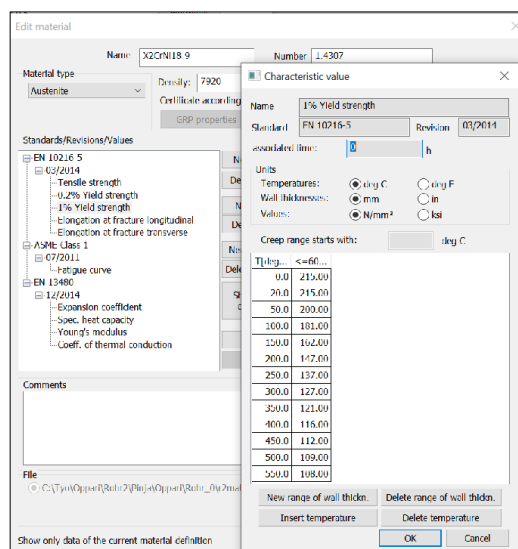 Edit material
Name X2CrNi18 9 Number 1.4307
Material type
Austenite
Density: 7920
Certificate according
GRP properties
Standards/Revisions/Values
EN 10216 5
03/2014
Tensile strength
0.2% Yield strength
1% Yield strength
Elongation at fracture longitudinal
Elongation at fracture transverse
ASME Class 1
07/2011
Fatigue curve
EN 13480
12/2014
Expansion coefficient
Spec. heat capacity
Young's modulus
Coeff. of thermal conduction
Comments
File
Show only data of the current material definition
Characteristic value
Name 1% Yield strength
Standard EN 10216-5 Revision 03/2014
associated time: 0 h
Units
Temperatures: deg C deg F
Wall thicknesses: mm in
Values: N/mm² ksi
Creep range starts with: deg C
T[deg... <=60...
0.0 215.00
20.0 215.00
50.0 200.00
100.0 181.00
150.0 162.00
200.0 147.00
250.0 137.00
300.0 127.00
350.0 121.00
400.0 116.00
450.0 112.00
500.0 109.00
550.0 108.00
New range of wall thickn. Delete range of wall thickn.
Insert temperature Delete temperature
OK Cancel